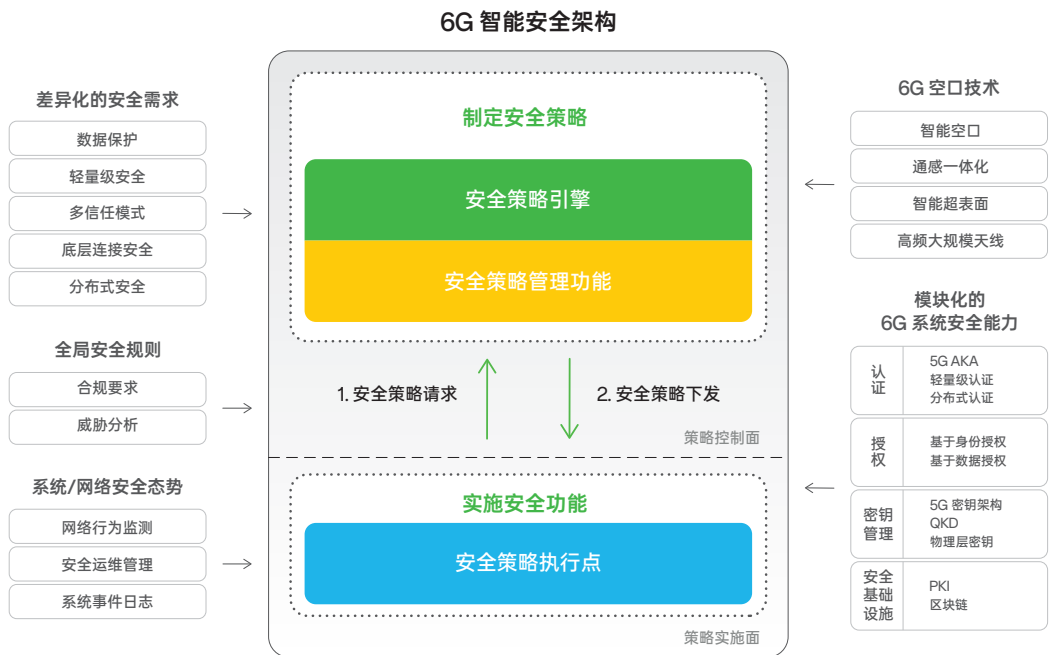 6G 智能安全架构
差异化的安全需求
数据保护
轻量级安全
多信任模式
底层连接安全
分布式安全
全局安全规则
合规要求
威胁分析
系统/网络安全态势
网络行为监测
安全运维管理
系统事件日志
制定安全策略
安全策略引擎
安全策略管理功能
1. 安全策略请求
2. 安全策略下发
策略控制面
实施安全功能
安全策略执行点
策略实施面
6G 空口技术
智能空口
通感一体化
智能超表面
高频大规模天线
模块化的
6G 系统安全能力
认
证
5G AKA
轻量级认证
分布式认证
授
权
基于身份授权
基于数据授权
密钥
管理
5G 密钥架构
QKD
物理层密钥
安全
基础
设施
PKI
区块链